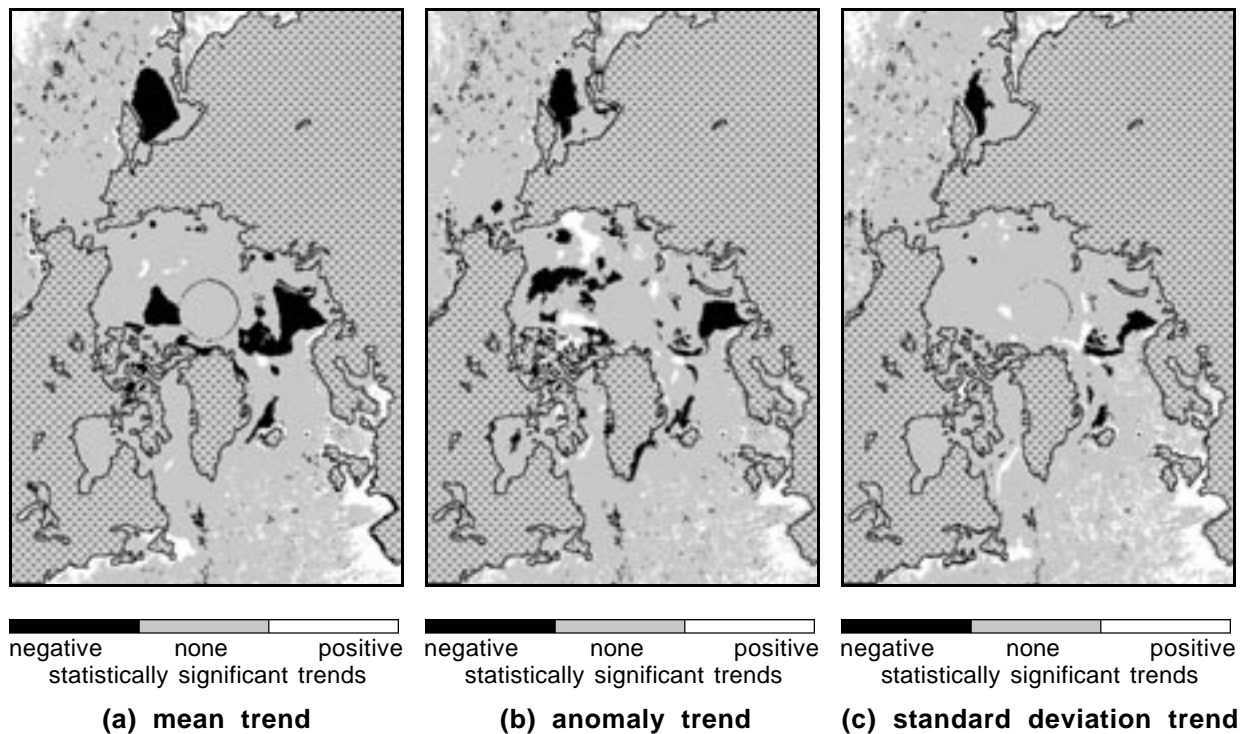 negative none positive
statistically significant trends
(a) mean trend
negative none positive
statistically significant trends
(b) anomaly trend
negative none positive
statistically significant trends
(c) standard deviation trend